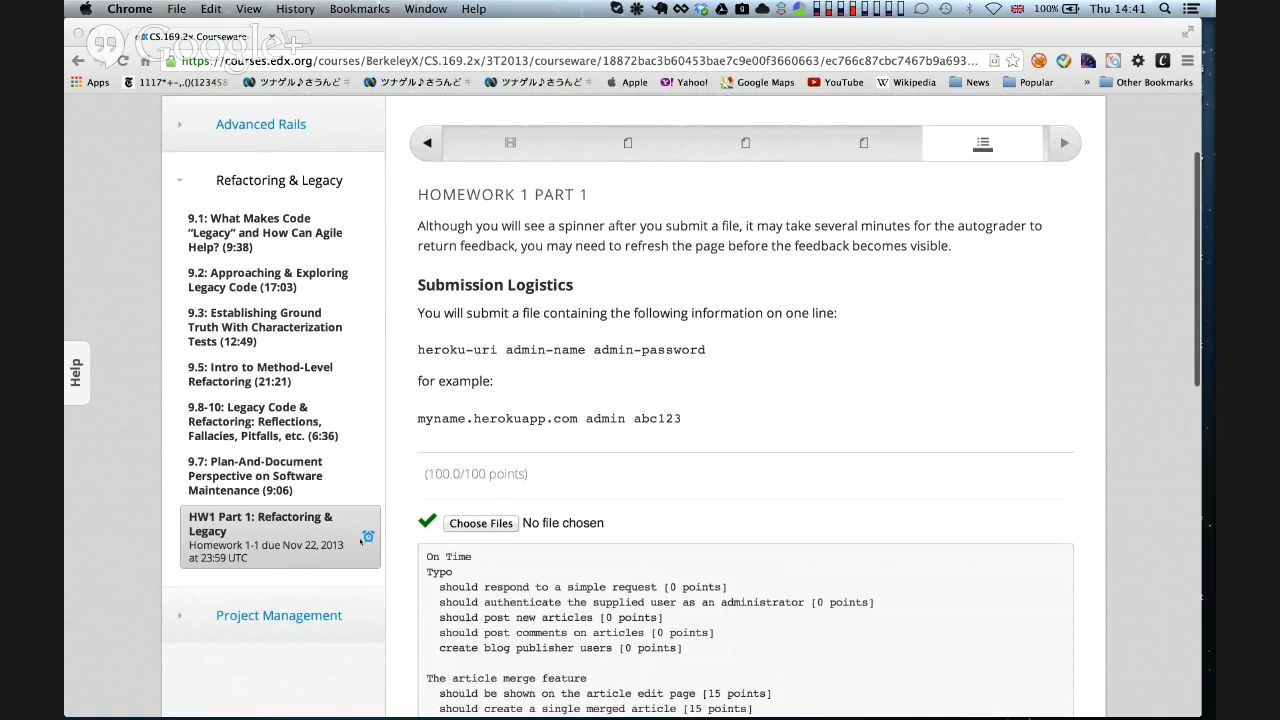 Chrome File Edit View History Bookmarks Window Help 100% Thu 14:41
CS.169.2x Courseware
Google+
https://courses.edx.org/courses/BerkeleyX/CS.169.2x/3T2013/courseware/18872bac3b60453bae7c9e00f3660663/ec766c87cbc7467b9a693...
Apps 1117*+-,()(123458 ツナゲル♪きさらんど ツナゲル♪きさらんど ツナゲル♪きさらんど Apple Yahoo! Google Maps YouTube Wikipedia News Popular » Other Bookmarks
Advanced Rails
Refactoring & Legacy
9.1: What Makes Code
“Legacy” and How Can Agile
Help? (9:38)
9.2: Approaching & Exploring
Legacy Code (17:03)
9.3: Establishing Ground
Truth With Characterization
Tests (12:49)
9.5: Intro to Method-Level
Refactoring (21:21)
9.8-10: Legacy Code &
Refactoring: Reflections,
Fallacies, Pitfalls, etc. (6:36)
9.7: Plan-And-Document
Perspective on Software
Maintenance (9:06)
HW1 Part 1: Refactoring &
Legacy
Homework 1-1 due Nov 22, 2013
at 23:59 UTC
Project Management
Help
HOMEWORK 1 PART 1
Although you will see a spinner after you submit a file, it may take several minutes for the autograder to
return feedback, you may need to refresh the page before the feedback becomes visible.
Submission Logistics
You will submit a file containing the following information on one line:
heroku-uri admin-name admin-password
for example:
myname.herokuapp.com admin abc123
(100.0/100 points)
Choose Files No file chosen
On Time
Typo
should respond to a simple request [0 points]
should authenticate the supplied user as an administrator [0 points]
should post new articles [0 points]
should post comments on articles [0 points]
create blog publisher users [0 points]
The article merge feature
should be shown on the article edit page [15 points]
should create a single merged article [15 points]